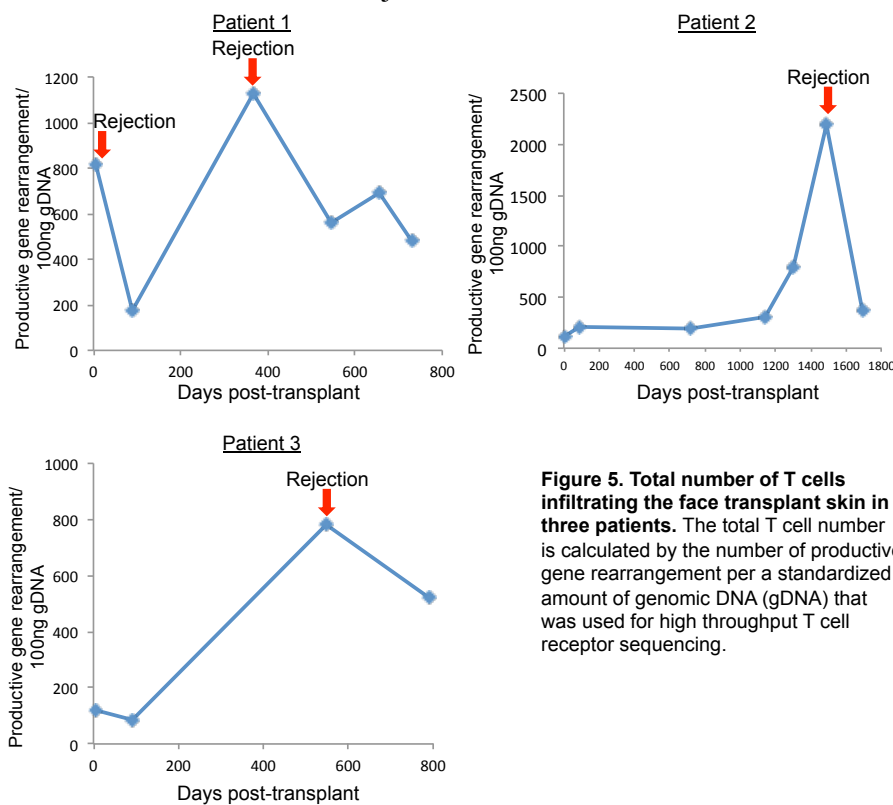 Patient 1
Rejection
Rejection
Productive gene rearrangement/
100ng gDNA
1200
1000
800
600
400
200
0
0 200 400 600 800
Days post-transplant
Patient 2
Rejection
Productive gene rearrangement/
100ng gDNA
2500
2000
1500
1000
500
0
0 200 400 600 800 1000 1200 1400 1600 1800
Days post-transplant
Patient 3
Rejection
Productive gene rearrangement/
100ng gDNA
1000
800
600
400
200
0
0 200 400 600 800
Days post-transplant
Figure 5. Total number of T cells
infiltrating the face transplant skin in
three patients. The total T cell number
is calculated by the number of productive
gene rearrangement per a standardized
amount of genomic DNA (gDNA) that
was used for high throughput T cell
receptor sequencing.